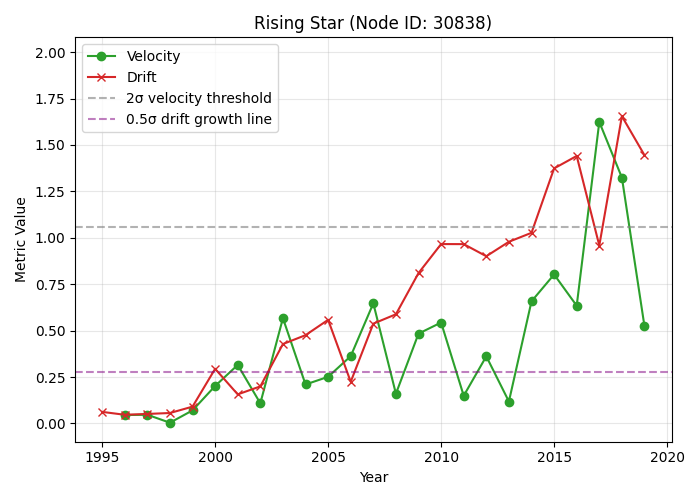 Rising Star (Node ID: 30838)
Velocity
Drift
2σ velocity threshold
0.5σ drift growth line
Metric Value
2.00
1.75
1.50
1.25
1.00
0.75
0.50
0.25
0.00
1995
2000
2005
2010
2015
2020
Year